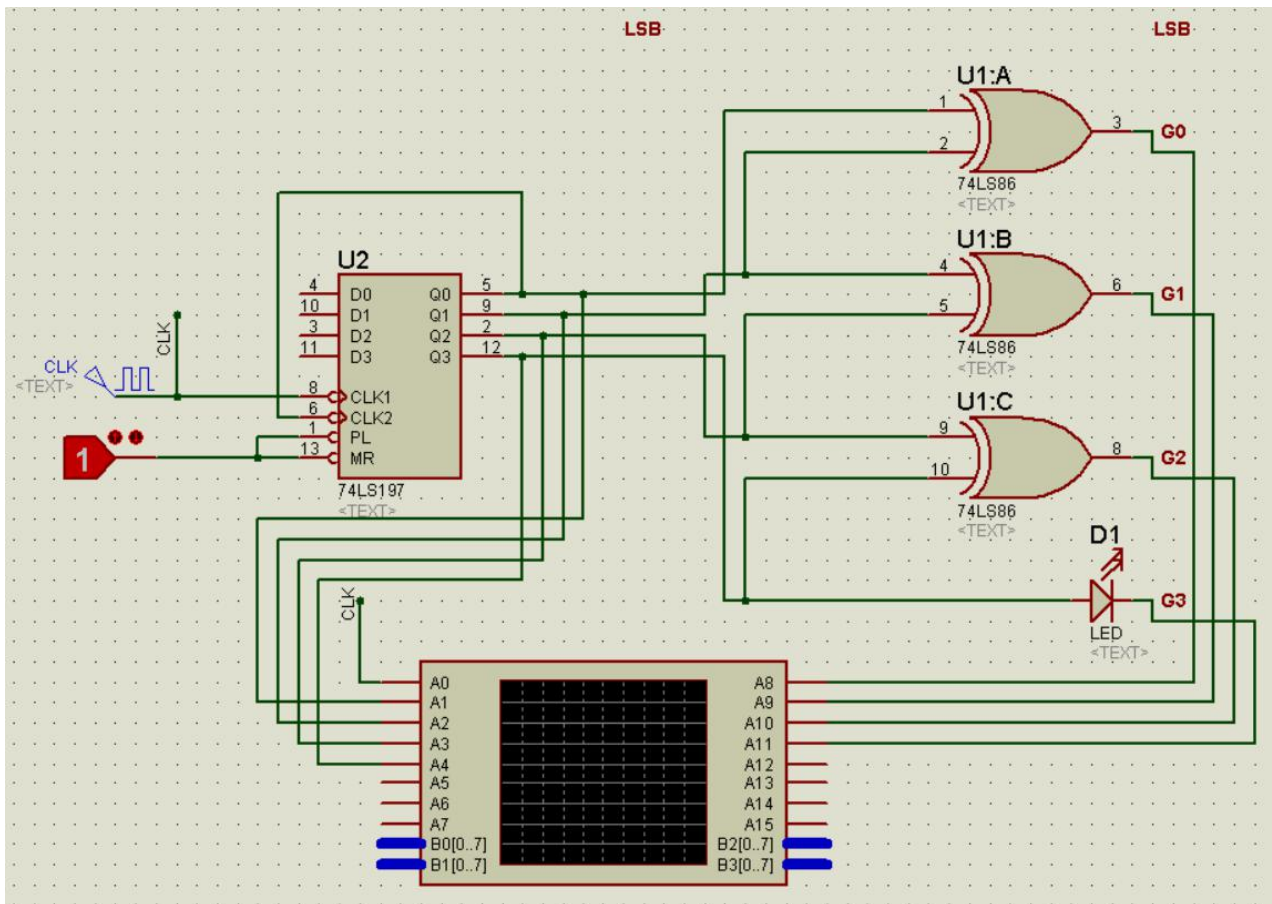 LSB LSB
U1:A
1
3 G0
2
74LS86
<TEXT>
U1:B
4
6 G1
5
74LS86
<TEXT>
U1:C
9
8 G2
10
74LS86
<TEXT>
D1
G3
LED
<TEXT>
U2
4 D0 Q0 5
10 D1 Q1 9
3 D2 Q2 2
11 D3 Q3 12
8 CLK1
6 CLK2
1 PL
13 MR
74LS197
<TEXT>
CLK
CLK
<TEXT>
1
CLK
A0 A8
A1 A9
A2 A10
A3 A11
A4 A12
A5 A13
A6 A14
A7 A15
B0[0..7] B2[0..7]
B1[0..7] B3[0..7]